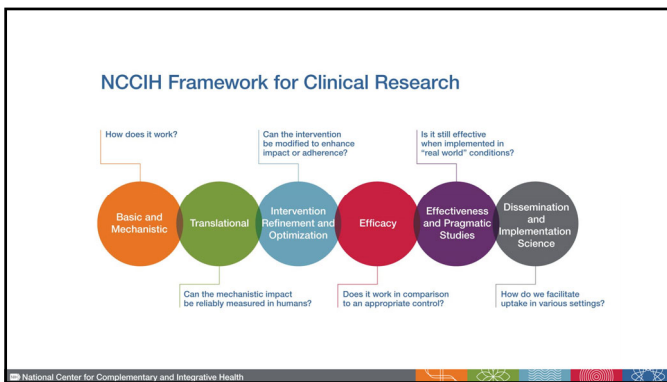 NCCIH Framework for Clinical Research
How does it work?
Can the intervention
be modified to enhance
impact or adherence?
Is it still effective
when implemented in
“real world” conditions?
Basic and
Mechanistic
Translational
Intervention
Refinement and
Optimization
Efficacy
Effectiveness
and Pragmatic
Studies
Dissemination
and
Implementation
Science
Can the mechanistic impact
be reliably measured in humans?
Does it work in comparison
to an appropriate control?
How do we facilitate
uptake in various settings?
National Center for Complementary and Integrative Health